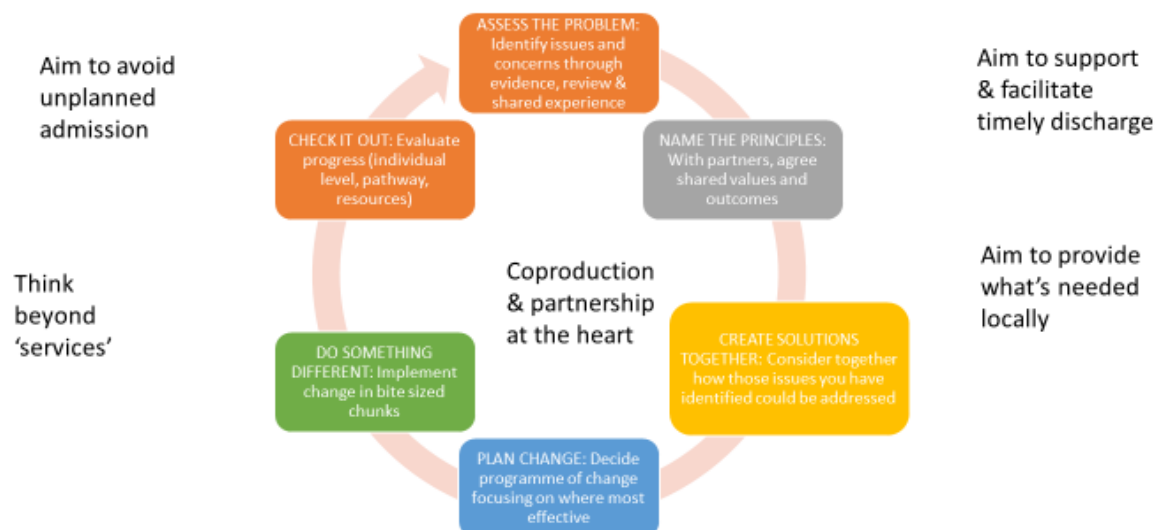 ASSESS THE PROBLEM:
Identify issues and
concerns through
evidence, review &
shared experience
Aim to avoid
unplanned
admission
Aim to support
& facilitate
timely discharge
CHECK IT OUT: Evaluate
progress (individual
level, pathway,
resources)
NAME THE PRINCIPLES:
With partners, agree
shared values and
outcomes
Think
beyond
‘services’
Coproduction
& partnership
at the heart
Aim to provide
what’s needed
locally
DO SOMETHING
DIFFERENT: Implement
change in bite sized
chunks
CREATE SOLUTIONS
TOGETHER: Consider together
how those issues you have
identified could be addressed
PLAN CHANGE: Decide
programme of change
focusing on where most
effective